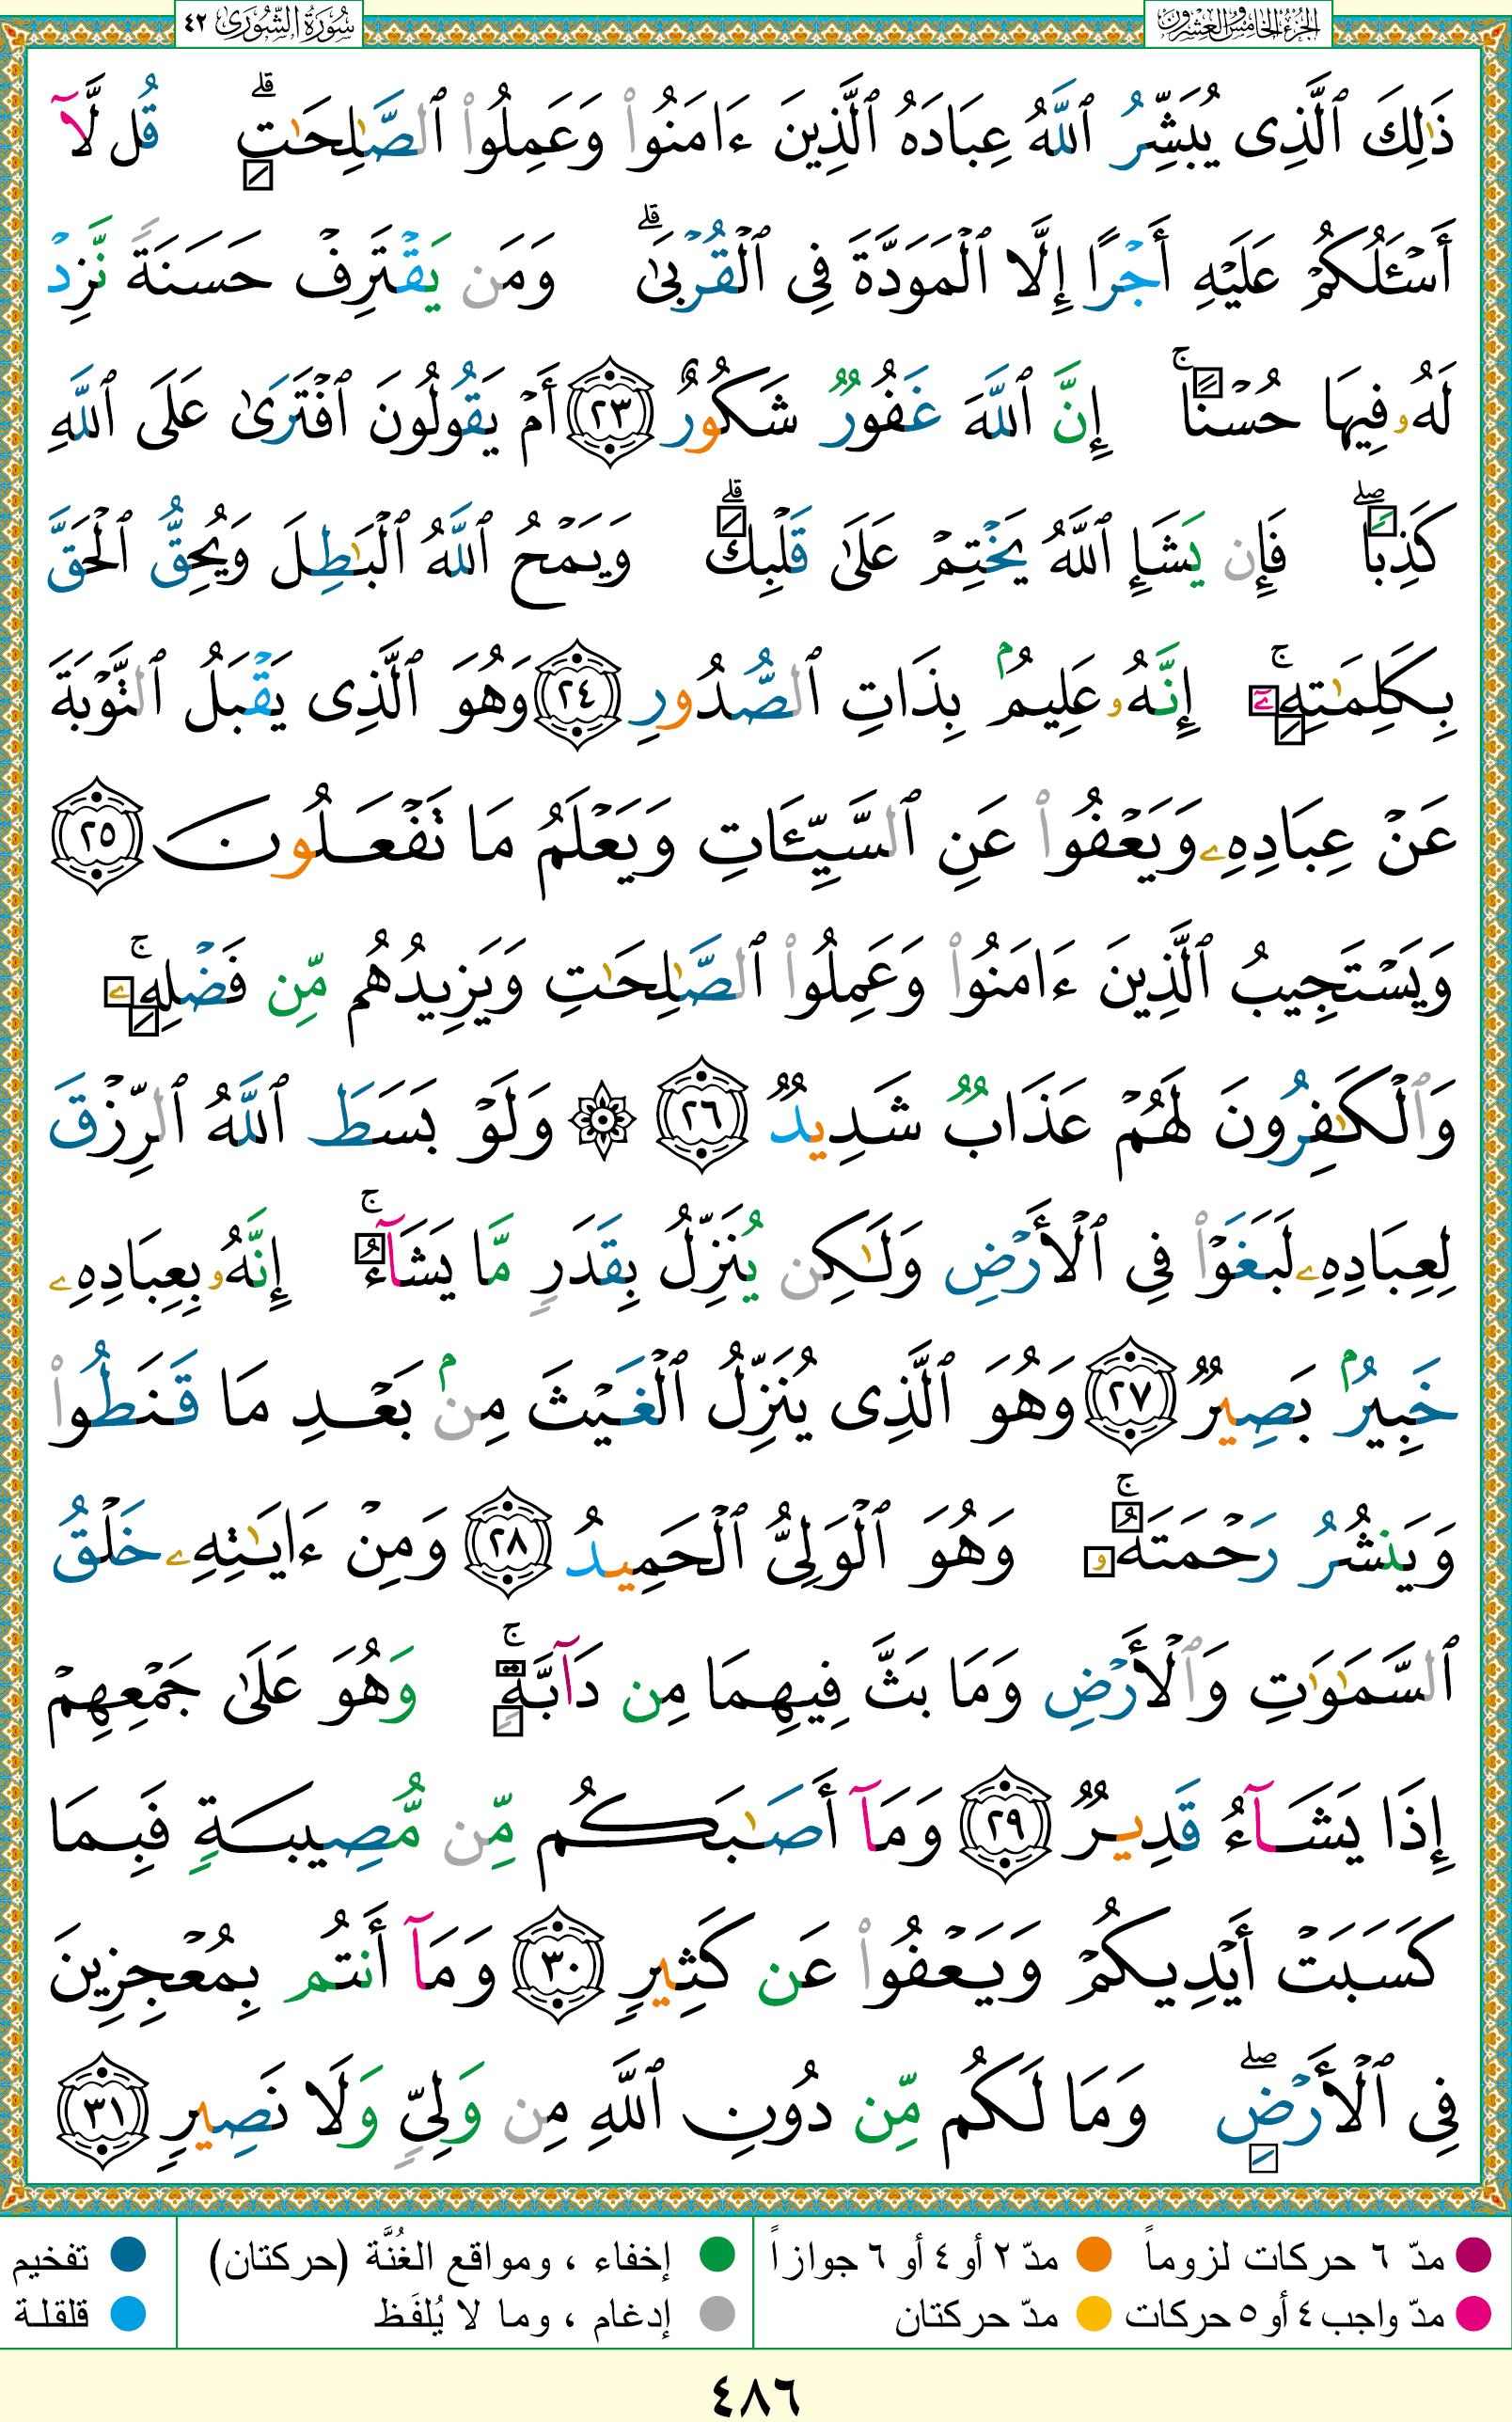 الجزء الخامس والعشرون
سورة الشورى ٤٢
ذَٰلِكَ ٱلَّذِى يُبَشِّرُ ٱللَّهُ عِبَادَهُ ٱلَّذِينَ ءَامَنُوا۟ وَعَمِلُوا۟ ٱلصَّـٰلِحَـٰتِ ۗ قُل لَّآ
أَسْـَٔلُكُمْ عَلَيْهِ أَجْرًا إِلَّا ٱلْمَوَدَّةَ فِى ٱلْقُرْبَىٰ ۗ وَمَن يَقْتَرِفْ حَسَنَةً نَّزِدْ
لَهُۥ فِيهَا حُسْنًا ۚ إِنَّ ٱللَّهَ غَفُورٌ شَكُورٌ ٢٣ أَمْ يَقُولُونَ ٱفْتَرَىٰ عَلَى ٱللَّهِ
كَذِبًا ۖ فَإِن يَشَإِ ٱللَّهُ يَخْتِمْ عَلَىٰ قَلْبِكَ ۗ وَيَمْحُ ٱللَّهُ ٱلْبَـٰطِلَ وَيُحِقُّ ٱلْحَقَّ
بِكَلِمَـٰتِهِۦٓ ۚ إِنَّهُۥ عَلِيمٌۢ بِذَاتِ ٱلصُّدُورِ ٢٤ وَهُوَ ٱلَّذِى يَقْبَلُ ٱلتَّوْبَةَ
عَنْ عِبَادِهِۦ وَيَعْفُوا۟ عَنِ ٱلسَّيِّـَٔاتِ وَيَعْلَمُ مَا تَفْعَلُونَ ٢٥
وَيَسْتَجِيبُ ٱلَّذِينَ ءَامَنُوا۟ وَعَمِلُوا۟ ٱلصَّـٰلِحَـٰتِ وَيَزِيدُهُم مِّن فَضْلِهِۦ ۚ
وَٱلْكَـٰفِرُونَ لَهُمْ عَذَابٌ شَدِيدٌ ٢٦ ۞ وَلَوْ بَسَطَ ٱللَّهُ ٱلرِّزْقَ
لِعِبَادِهِۦ لَبَغَوْا۟ فِى ٱلْأَرْضِ وَلَـٰكِن يُنَزِّلُ بِقَدَرٍ مَّا يَشَآءُ ۚ إِنَّهُۥ بِعِبَادِهِۦ
خَبِيرٌۢ بَصِيرٌ ٢٧ وَهُوَ ٱلَّذِى يُنَزِّلُ ٱلْغَيْثَ مِنۢ بَعْدِ مَا قَنَطُوا۟
وَيَنشُرُ رَحْمَتَهُۥ ۚ وَهُوَ ٱلْوَلِىُّ ٱلْحَمِيدُ ٢٨ وَمِنْ ءَايَـٰتِهِۦ خَلْقُ
ٱلسَّمَـٰوَٰتِ وَٱلْأَرْضِ وَمَا بَثَّ فِيهِمَا مِن دَآبَّةٍ ۚ وَهُوَ عَلَىٰ جَمْعِهِمْ
إِذَا يَشَآءُ قَدِيرٌ ٢٩ وَمَآ أَصَـٰبَكُم مِّن مُّصِيبَةٍ فَبِمَا
كَسَبَتْ أَيْدِيكُمْ وَيَعْفُوا۟ عَن كَثِيرٍ ٣٠ وَمَآ أَنتُم بِمُعْجِزِينَ
فِى ٱلْأَرْضِ ۖ وَمَا لَكُم مِّن دُونِ ٱللَّهِ مِن وَلِىٍّ وَلَا نَصِيرٍ ٣١
مدّ ٦ حركات لزوماً مدّ ٢ أو ٤ أو ٦ جوازاً إخفاء ، ومواقع الغُنَّة (حركتان) تفخيم
مدّ واجب ٤ أو ٥ حركات مدّ حركتان إدغام ، وما لا يُلفَظ قلقلة
٤٨٦